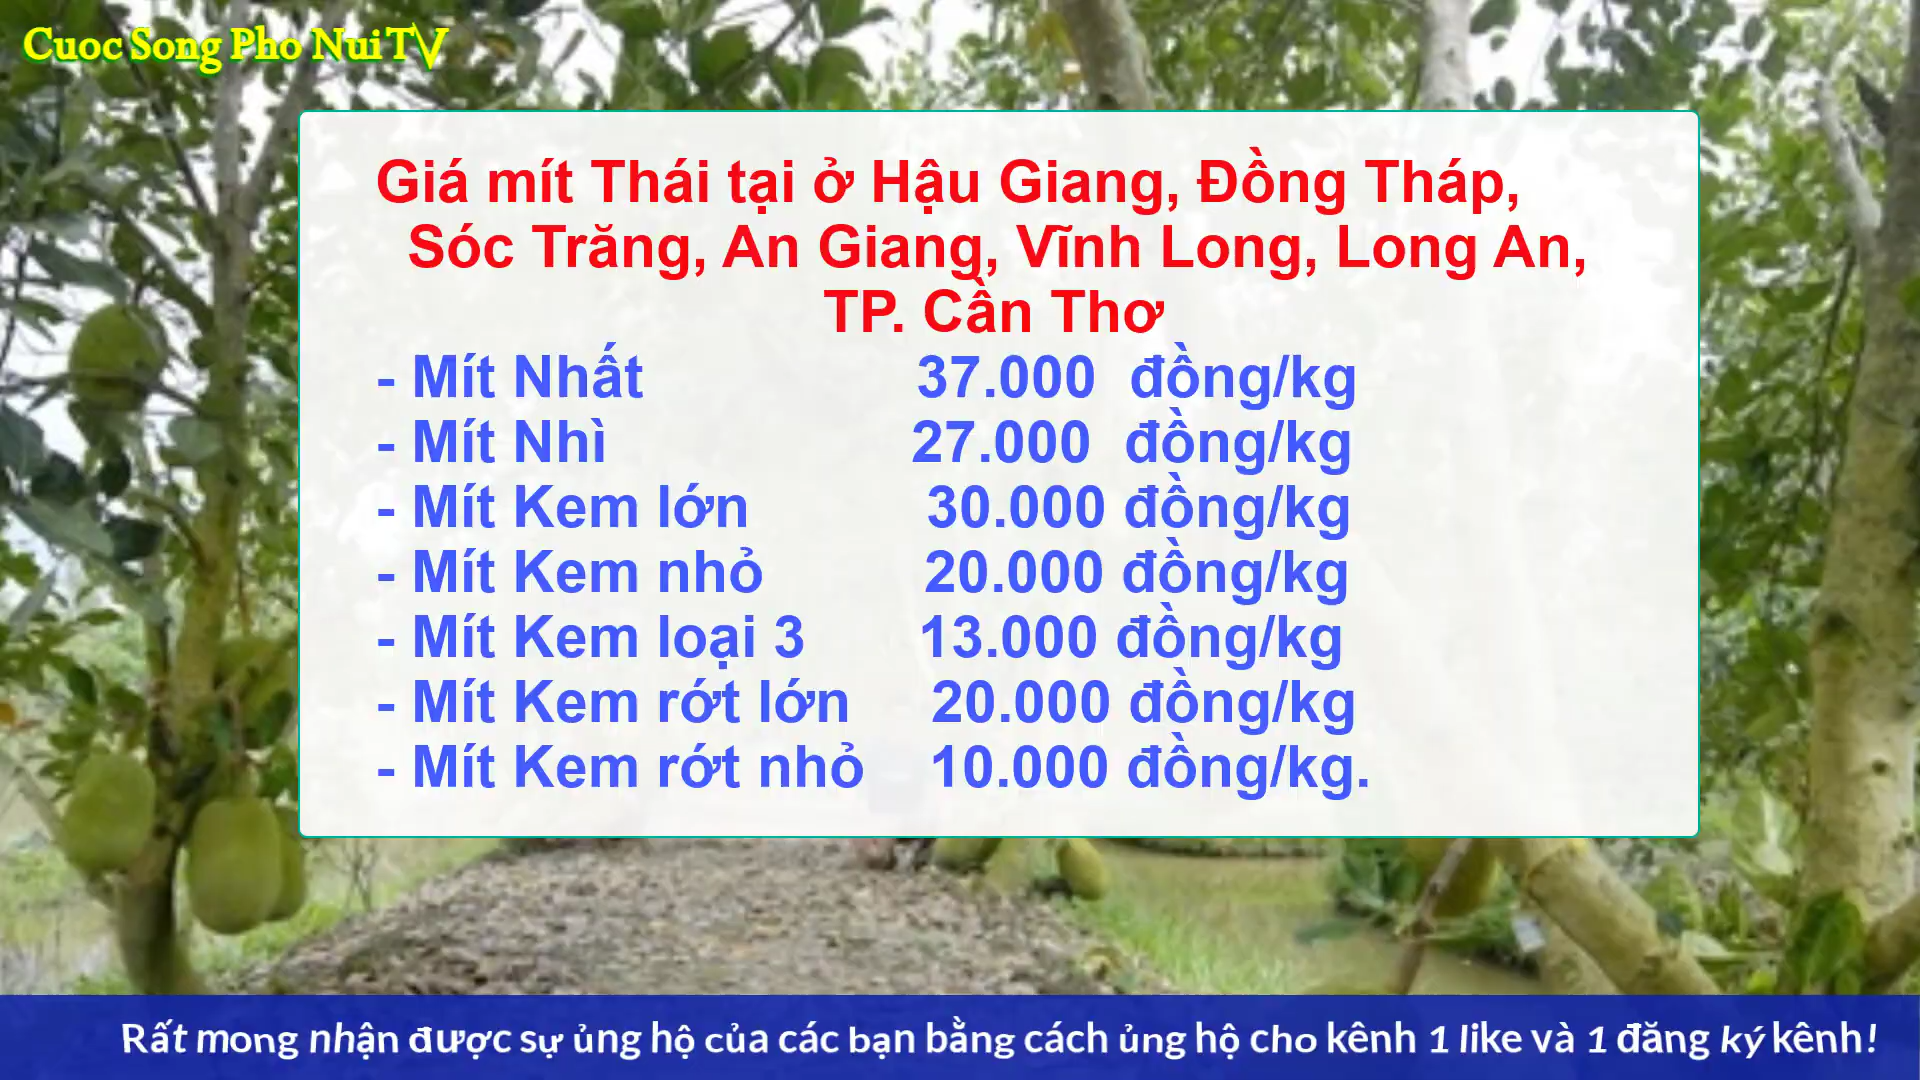 Cuoc Song Pho Nui TV
Giá mít Thái tại ở Hậu Giang, Đồng Tháp,
Sóc Trăng, An Giang, Vĩnh Long, Long An,
TP. Cần Thơ
- Mít Nhất 37.000 đồng/kg
- Mít Nhì 27.000 đồng/kg
- Mít Kem lớn 30.000 đồng/kg
- Mít Kem nhỏ 20.000 đồng/kg
- Mít Kem loại 3 13.000 đồng/kg
- Mít Kem rớt lớn 20.000 đồng/kg
- Mít Kem rớt nhỏ 10.000 đồng/kg.
Rất mong nhận được sự ủng hộ của các bạn bằng cách ủng hộ cho kênh 1 like và 1 đăng ký kênh!